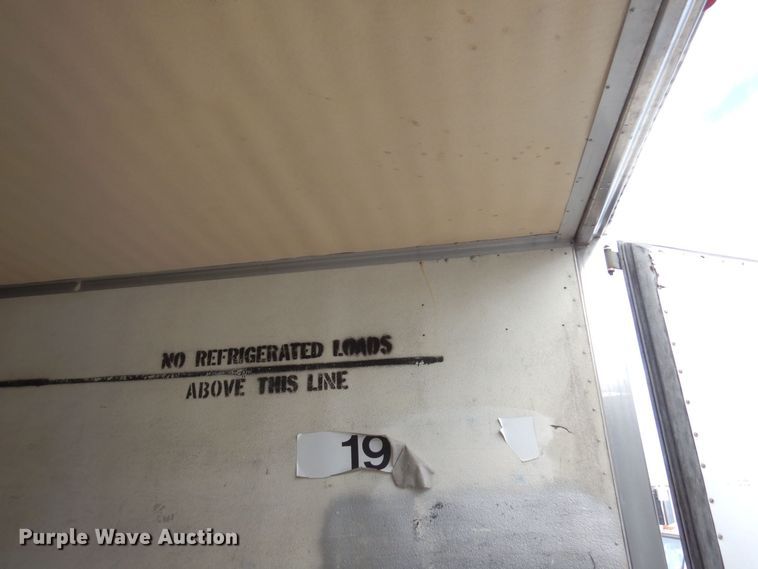 NO REFRIGERATED LOADS
ABOVE THIS LINE
19
Purple Wave Auction